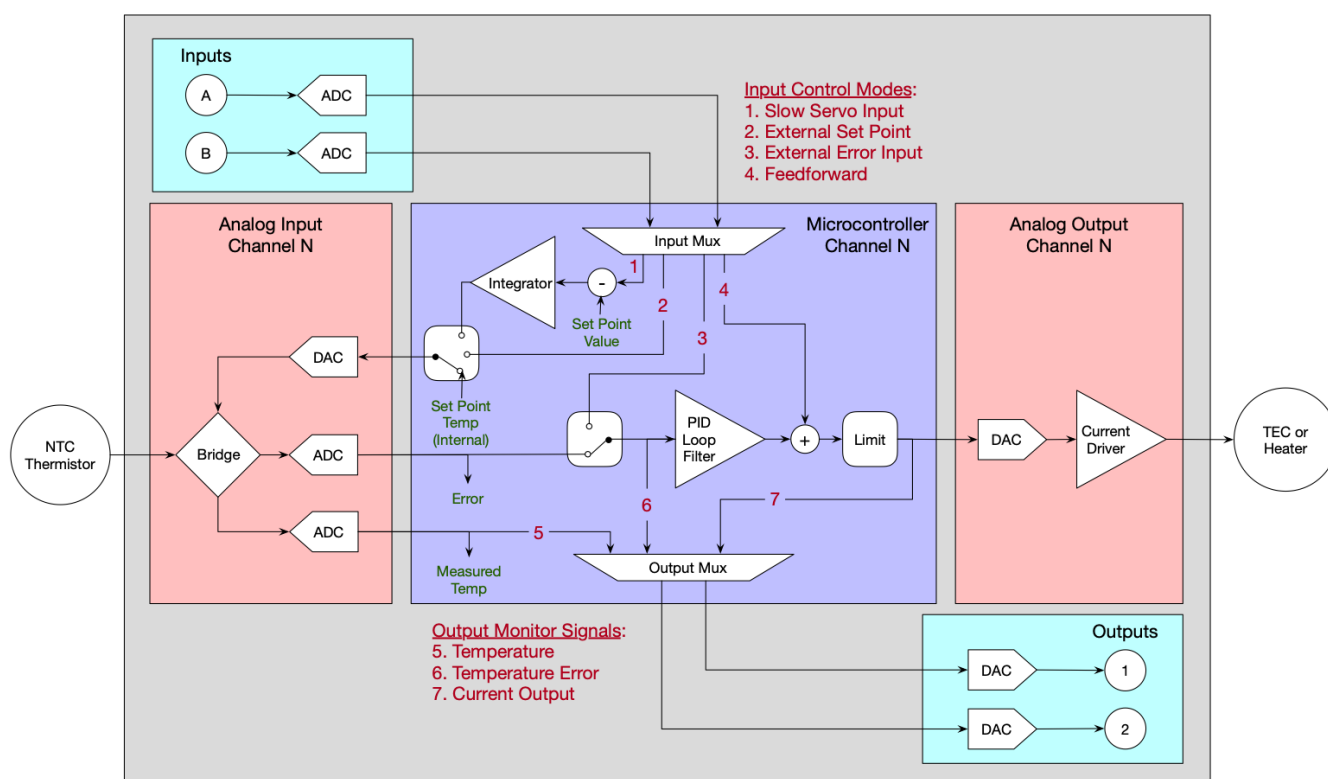 Inputs
A
ADC
B
ADC
Input Control Modes:
1. Slow Servo Input
2. External Set Point
3. External Error Input
4. Feedforward
Analog Input
Channel N
Microcontroller
Channel N
Analog Output
Channel N
Input Mux
1
2
3
4
Integrator
-
Set Point
Value
DAC
Set Point
Temp
(Internal)
NTC
Thermistor
Bridge
ADC
Error
PID
Loop
Filter
+
Limit
DAC
Current
Driver
TEC or
Heater
6
7
ADC
5
Measured
Temp
Output Mux
Output Monitor Signals:
5. Temperature
6. Temperature Error
7. Current Output
Outputs
DAC
1
DAC
2